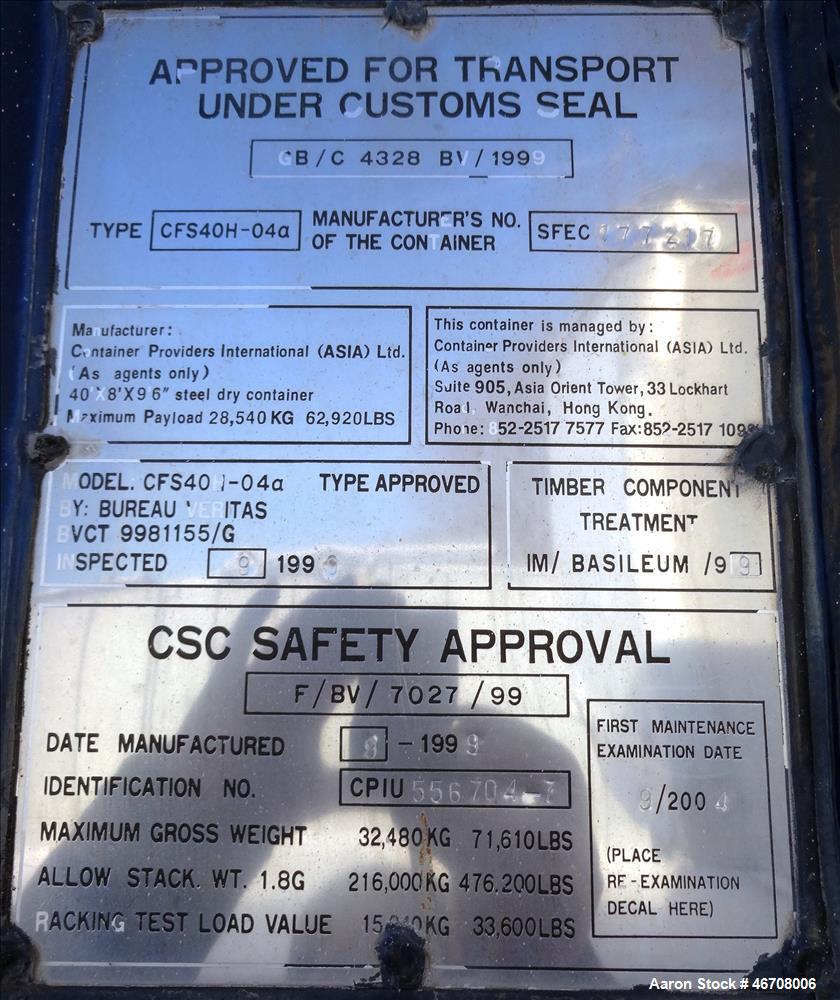 APPROVED FOR TRANSPORT
UNDER CUSTOMS SEAL
GB/C 4328 BV/1999
TYPE CFS40H-04a MANUFACTURER'S NO.
OF THE CONTAINER SFEC
Manufacturer:
Container Providers International (ASIA) Ltd.
(As agents only)
40'X8'X9'6" steel dry container
Maximum Payload 28,540KG 62,920LBS
This container is managed by:
Container Providers International (ASIA) Ltd.
(As agents only)
Suite 905, Asia Orient Tower, 33 Lockhart
Road, Wanchai, Hong Kong.
Phone: 852-2517 7577 Fax:852-2517
MODEL: CFS40H-04a TYPE APPROVED
BY: BUREAU VERITAS
BVCT 9981155/G
INSPECTED 9 1999
TIMBER COMPONENT
TREATMENT
IM/ BASILEUM /99
CSC SAFETY APPROVAL
F/BV/ 7027 /99
DATE MANUFACTURED 9 - 1999
IDENTIFICATION NO. CPIU 556704-7
MAXIMUM GROSS WEIGHT 32,480KG 71,610LBS
ALLOW STACK. WT. 1.8G 216,000KG 476.200LBS
RACKING TEST LOAD VALUE 33,600LBS
FIRST MAINTENANCE
EXAMINATION DATE
9/2004
(PLACE
RE-EXAMINATION
DECAL HERE)
Aaron Stock # 46708006